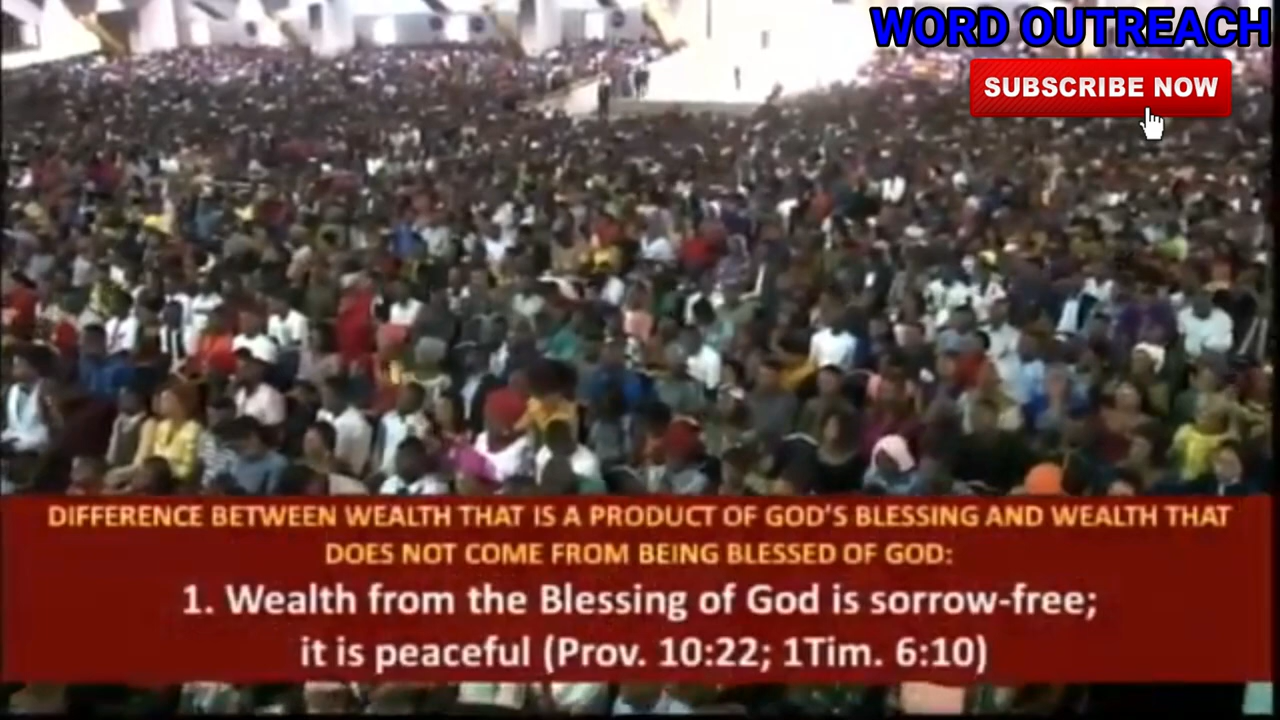 WORD OUTREACH
SUBSCRIBE NOW
DIFFERENCE BETWEEN WEALTH THAT IS A PRODUCT OF GOD'S BLESSING AND WEALTH THAT
DOES NOT COME FROM BEING BLESSED OF GOD:
1. Wealth from the Blessing of God is sorrow-free;
it is peaceful (Prov. 10:22; 1Tim. 6:10)